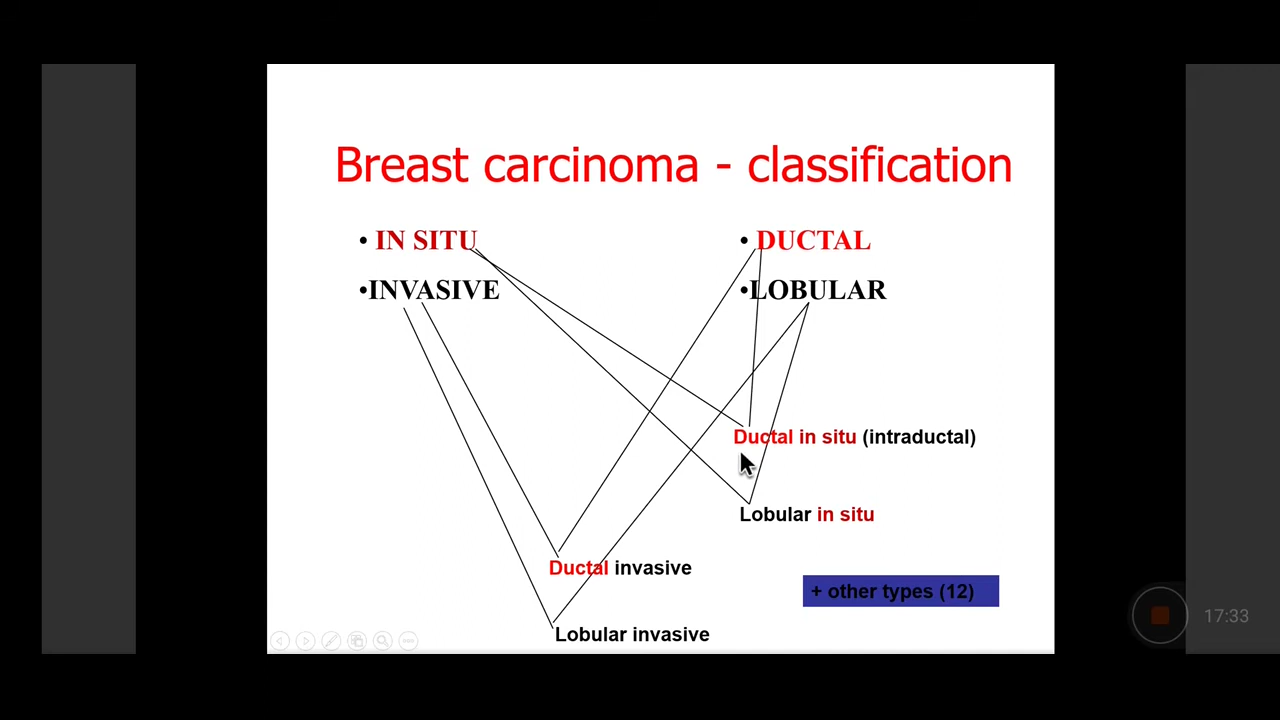 Breast carcinoma - classification
• IN SITU
•INVASIVE
• DUCTAL
•LOBULAR
Ductal in situ (intraductal)
Lobular in situ
Ductal invasive
+ other types (12)
Lobular invasive
17:33